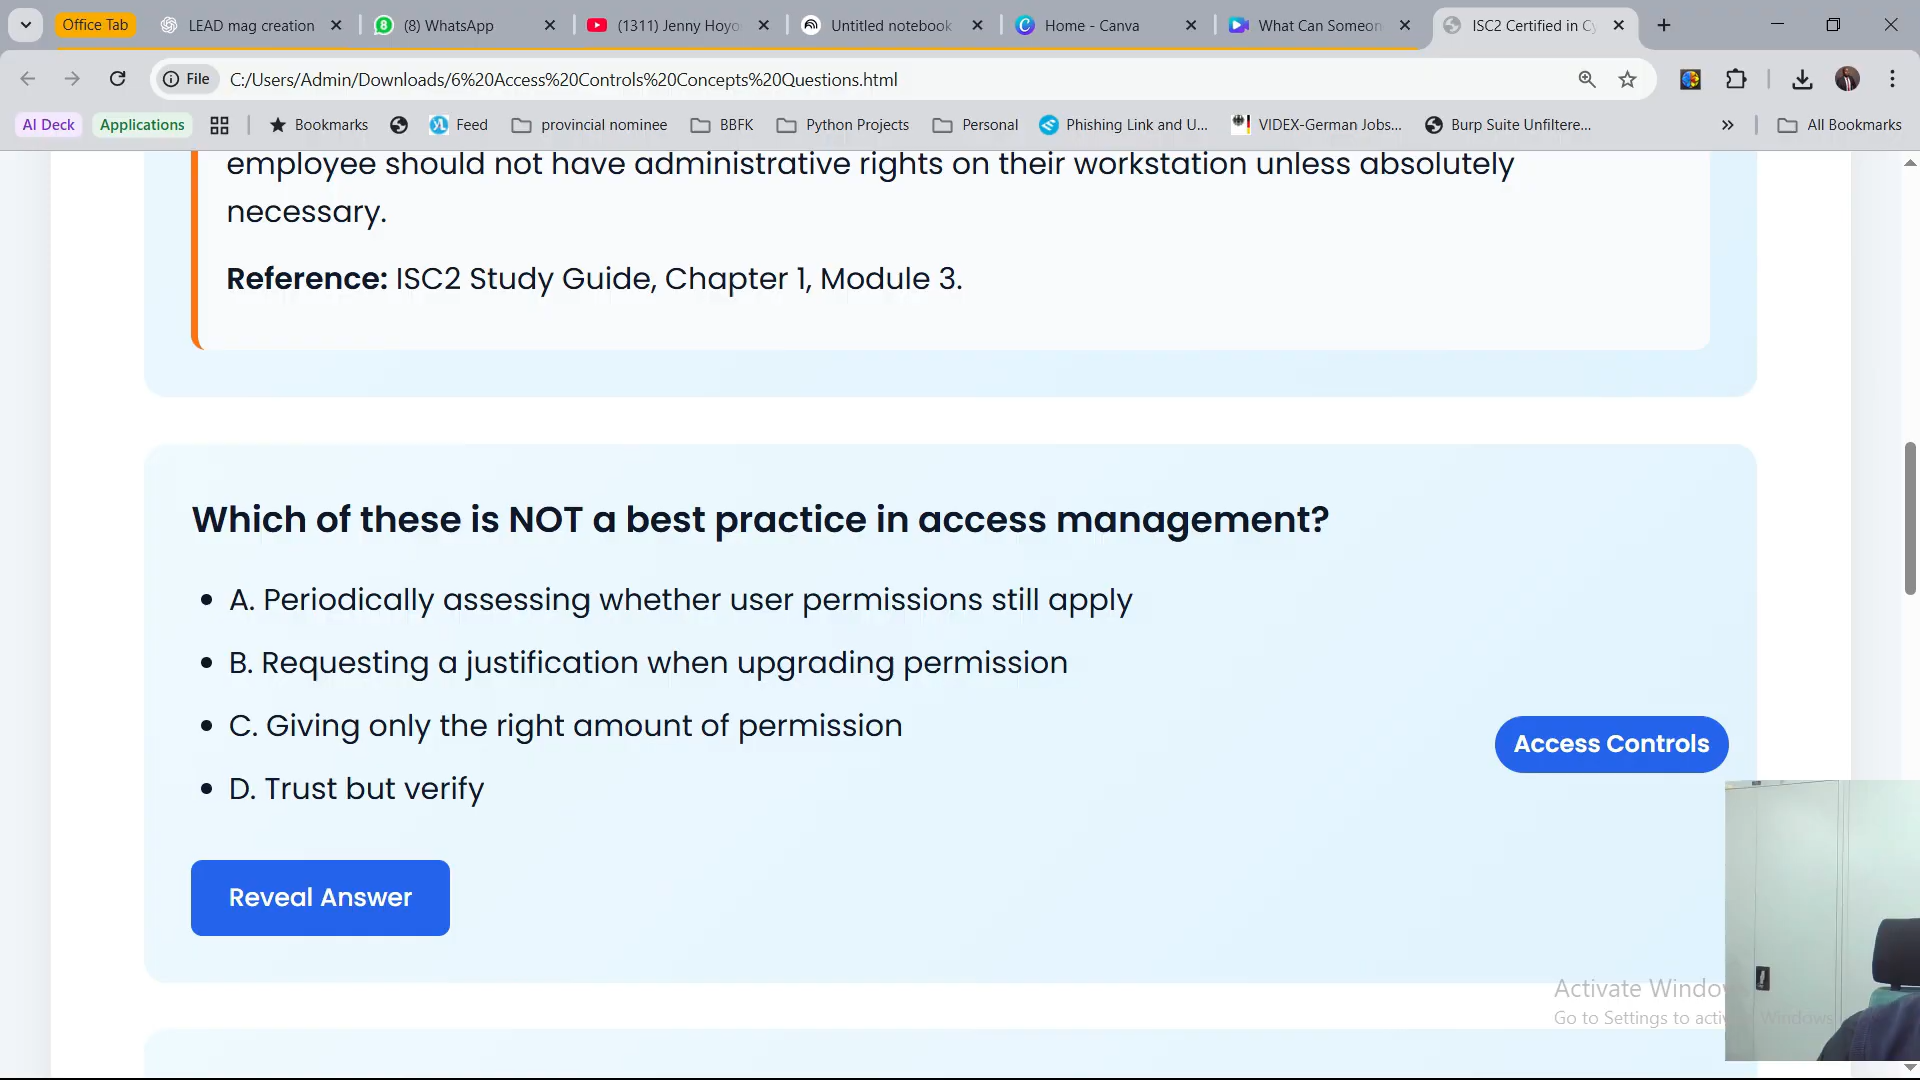 Office Tab
LEAD mag creation
(8) WhatsApp
(1311) Jenny Hoyo
Untitled notebook
Home - Canva
What Can Someon
ISC2 Certified in Cy
File
C:/Users/Admin/Downloads/6%20Access%20Controls%20Concepts%20Questions.html
AI Deck
Applications
Bookmarks
Feed
provincial nominee
BBFK
Python Projects
Personal
Phishing Link and U...
VIDEX-German Jobs...
Burp Suite Unfiltere...
All Bookmarks
employee should not have administrative rights on their workstation unless absolutely
necessary.
Reference: ISC2 Study Guide, Chapter 1, Module 3.
Which of these is NOT a best practice in access management?
A. Periodically assessing whether user permissions still apply
B. Requesting a justification when upgrading permission
C. Giving only the right amount of permission
D. Trust but verify
Access Controls
Reveal Answer
Activate Windo
Go to Settings to acti Windows